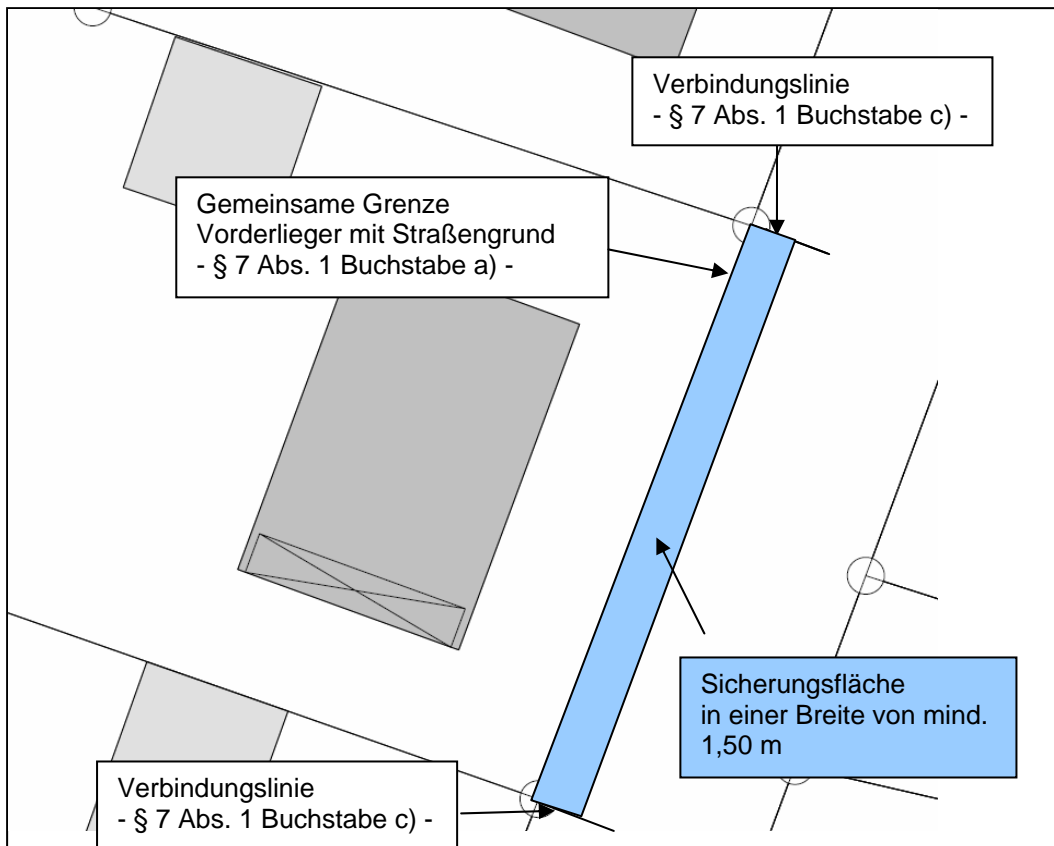 Verbindungslinie
- § 7 Abs. 1 Buchstabe c) -
Gemeinsame Grenze
Vorderlieger mit Straßengrund
- § 7 Abs. 1 Buchstabe a) -
Sicherungsfläche
in einer Breite von mind.
1,50 m
Verbindungslinie
- § 7 Abs. 1 Buchstabe c) -